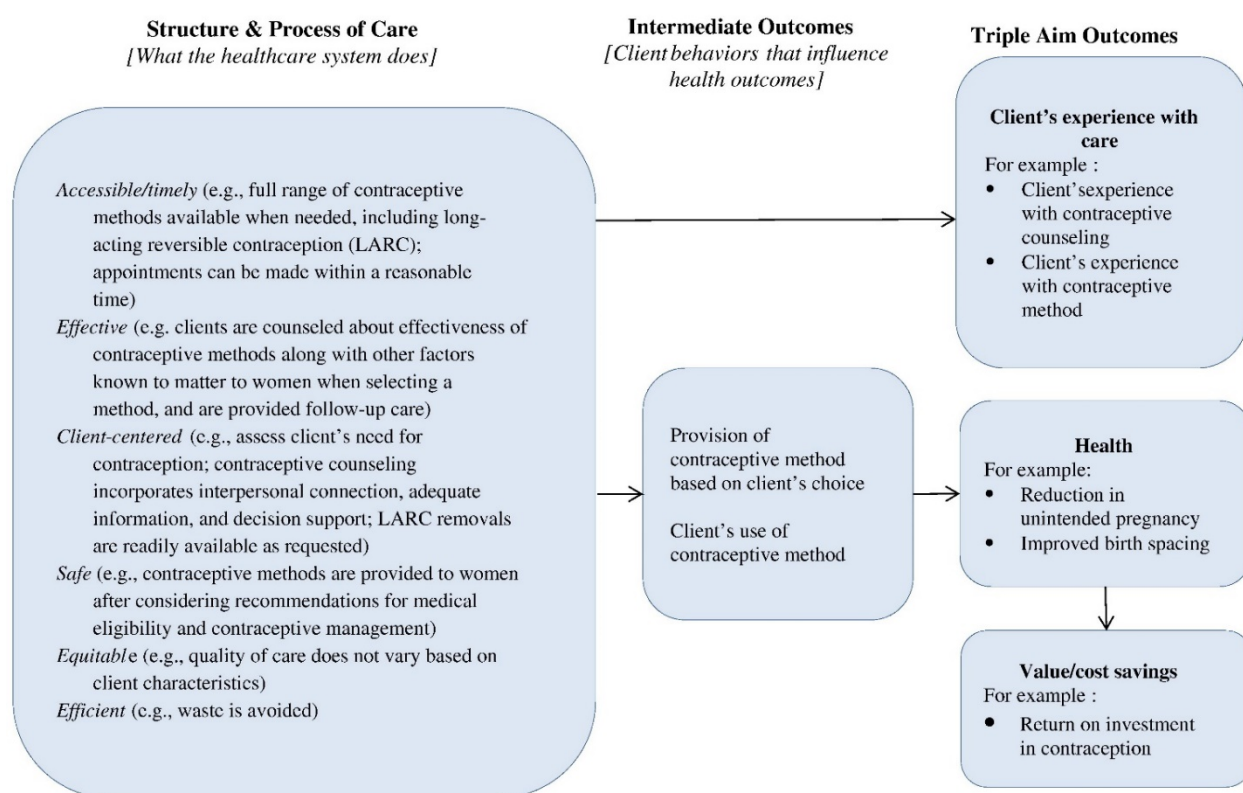 Structure & Process of Care
[What the healthcare system does]
Intermediate Outcomes
[Client behaviors that influence
health outcomes]
Triple Aim Outcomes
Accessible/timely (e.g., full range of contraceptive
methods available when needed, including long-
acting reversible contraception (LARC);
appointments can be made within a reasonable
time)
Effective (e.g. clients are counseled about effectiveness of
contraceptive methods along with other factors
known to matter to women when selecting a
method, and are provided follow-up care)
Client-centered (e.g., assess client's need for
contraception; contraceptive counseling
incorporates interpersonal connection, adequate
information, and decision support; LARC removals
are readily available as requested)
Safe (e.g., contraceptive methods are provided to women
after considering recommendations for medical
eligibility and contraceptive management)
Equitable (e.g., quality of care does not vary based on
client characteristics)
Efficient (e.g., waste is avoided)
Provision of
contraceptive method
based on client's choice
Client's use of
contraceptive method
Client's experience with
care
For example :
• Client'sexperience
with contraceptive
counseling
• Client's experience
with contraceptive
method
Health
For example:
• Reduction in
unintended pregnancy
• Improved birth spacing
Value/cost savings
For example :
• Return on investment
in contraception